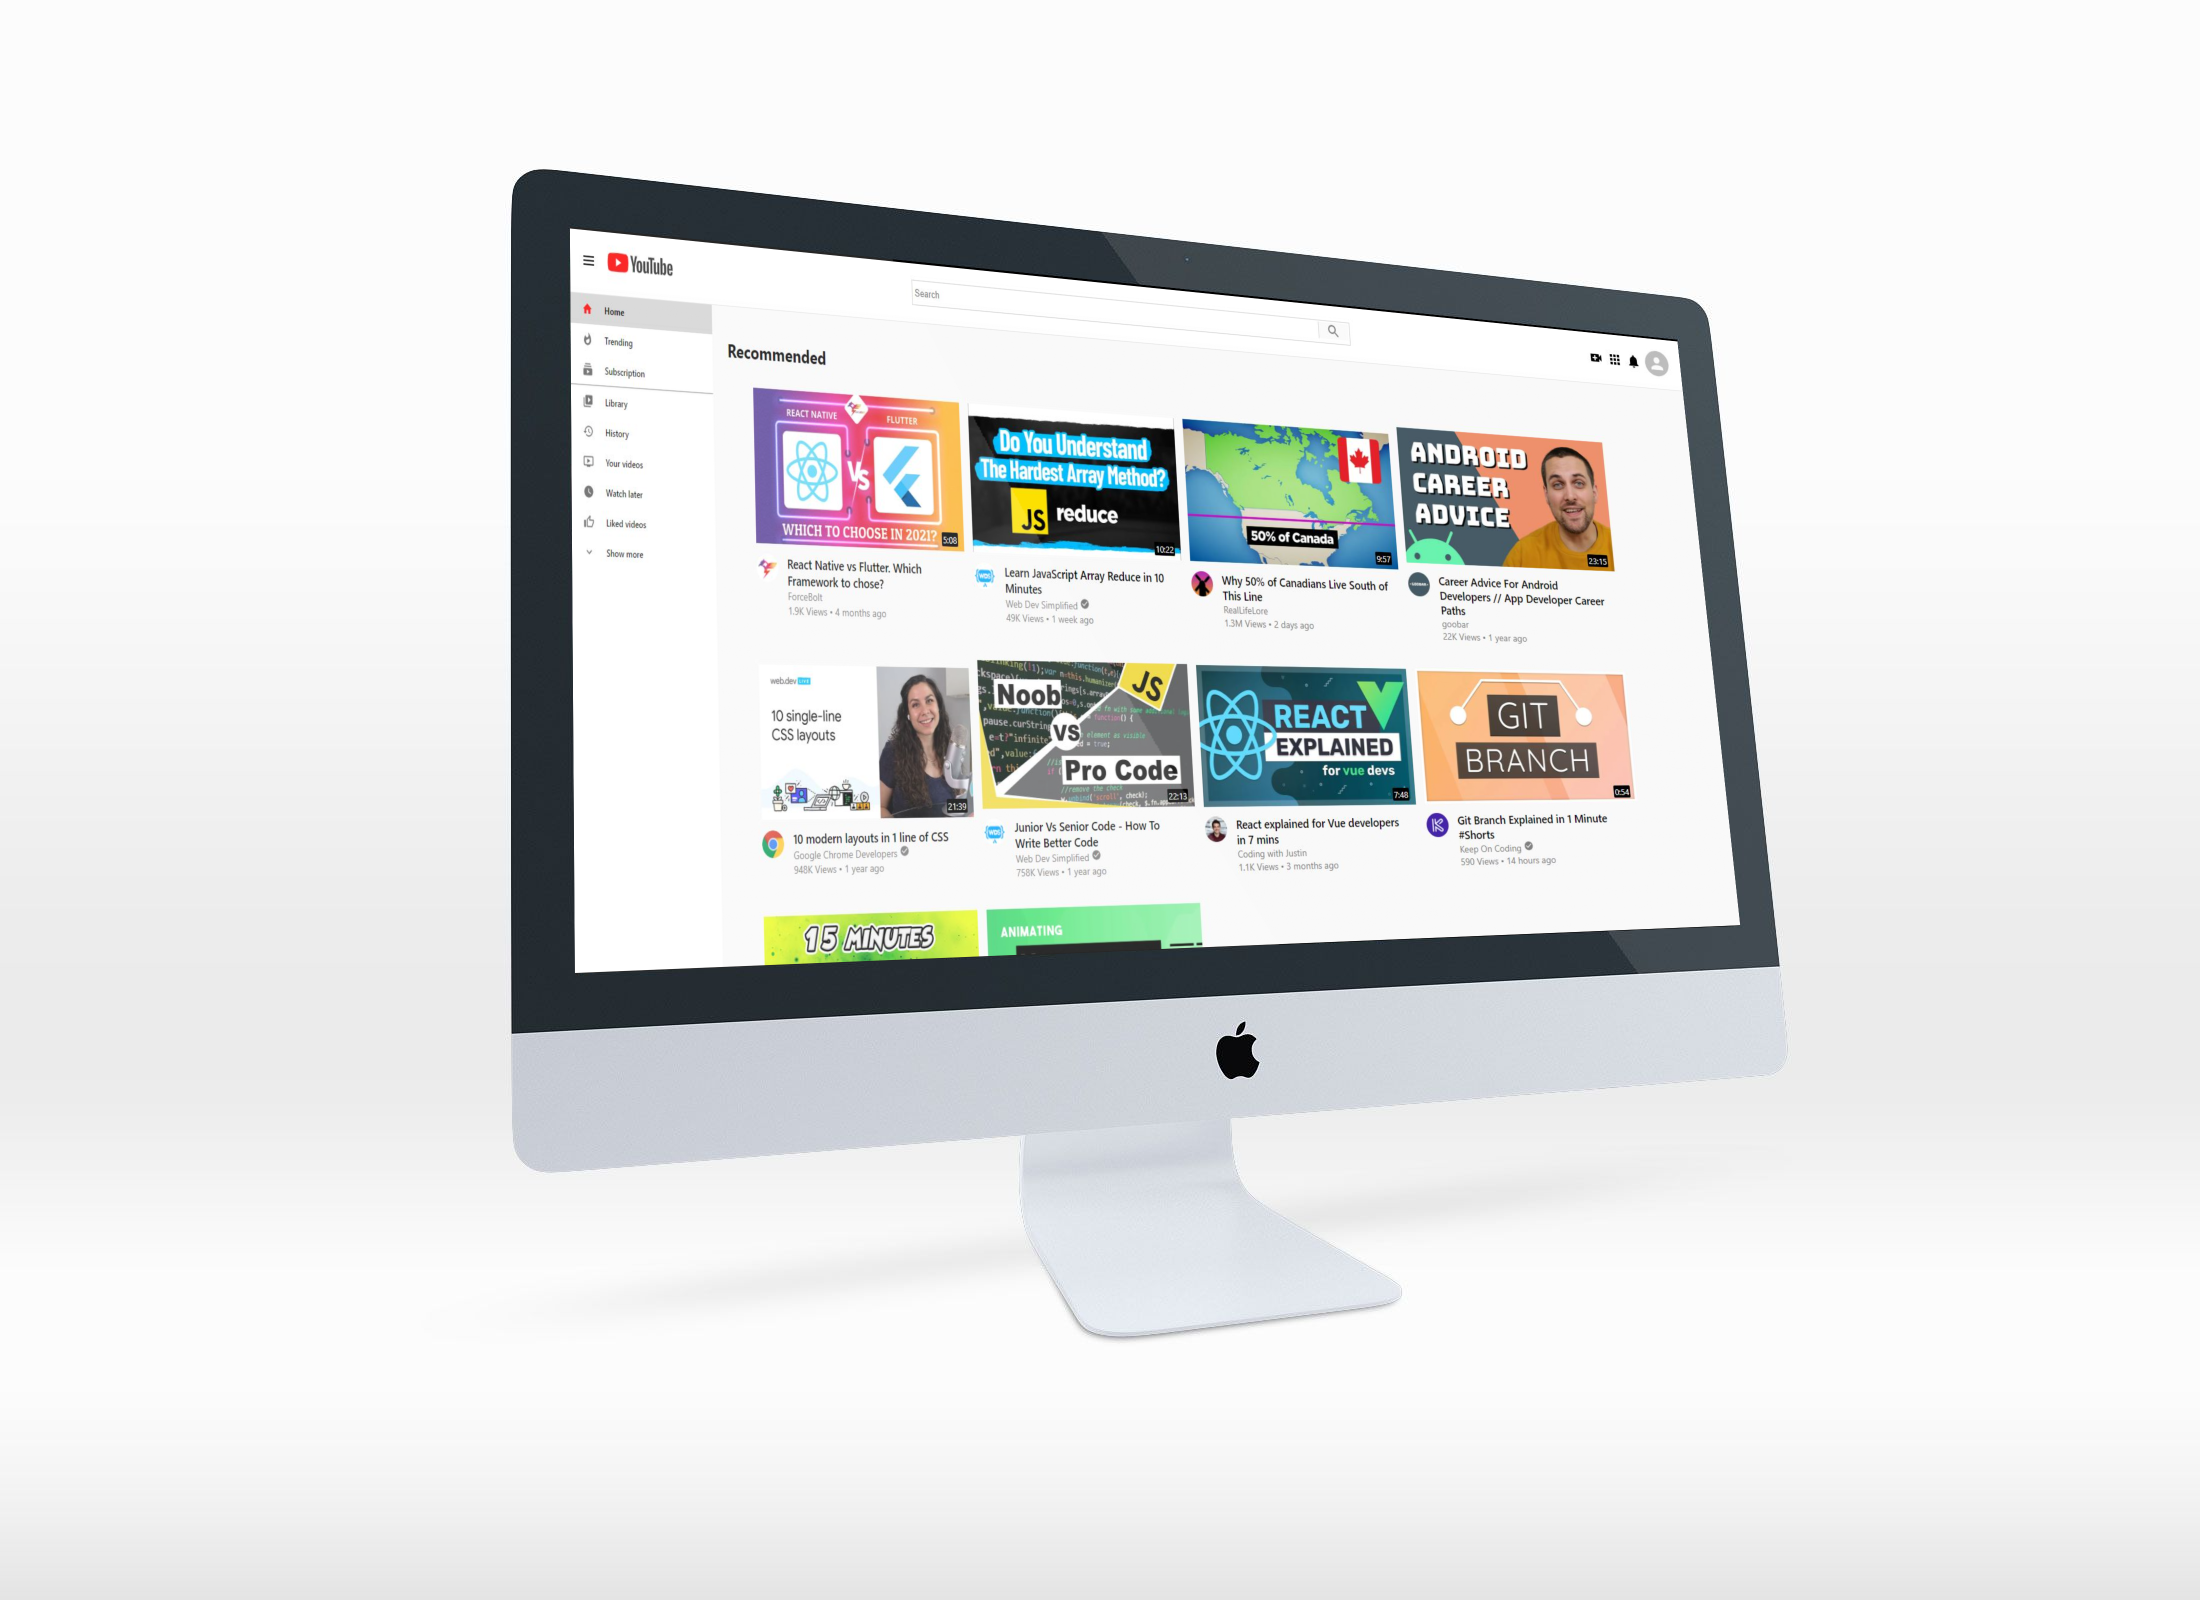 YouTube
Search
Home
Trending
Subscription
Library
History
Your videos
Watch later
Liked videos
Show more
Recommended
REACT NATIVE
FLUTTER
Vs
WHICH TO CHOOSE IN 2021?
5:08
React Native vs Flutter. Which
Framework to chose?
ForceBolt
1.9K Views • 4 months ago
Do You Understand
The Hardest Array Method?
JS reduce
10:22
Learn JavaScript Array Reduce in 10
Minutes
Web Dev Simplified
49K Views • 1 week ago
50% of Canada
9:57
Why 50% of Canadians Live South of
This Line
RealLifeLore
1.3M Views • 2 days ago
ANDROID
CAREER
ADVICE
23:15
Career Advice For Android
Developers // App Developer Career
Paths
goobar
22K Views • 1 year ago
web.dev LIVE
10 single-line
CSS layouts
21:39
10 modern layouts in 1 line of CSS
Google Chrome Developers
948K Views • 1 year ago
JS
Noob
vs
Pro Code
22:13
WDS
Junior Vs Senior Code - How To
Write Better Code
Web Dev Simplified
758K Views • 1 year ago
REACT
EXPLAINED
for vue devs
7:48
React explained for Vue developers
in 7 mins
Coding with Justin
1.1K Views • 3 months ago
GIT
BRANCH
0:54
Git Branch Explained in 1 Minute
#Shorts
Keep On Coding
590 Views • 14 hours ago
15 MINUTES
ANIMATING